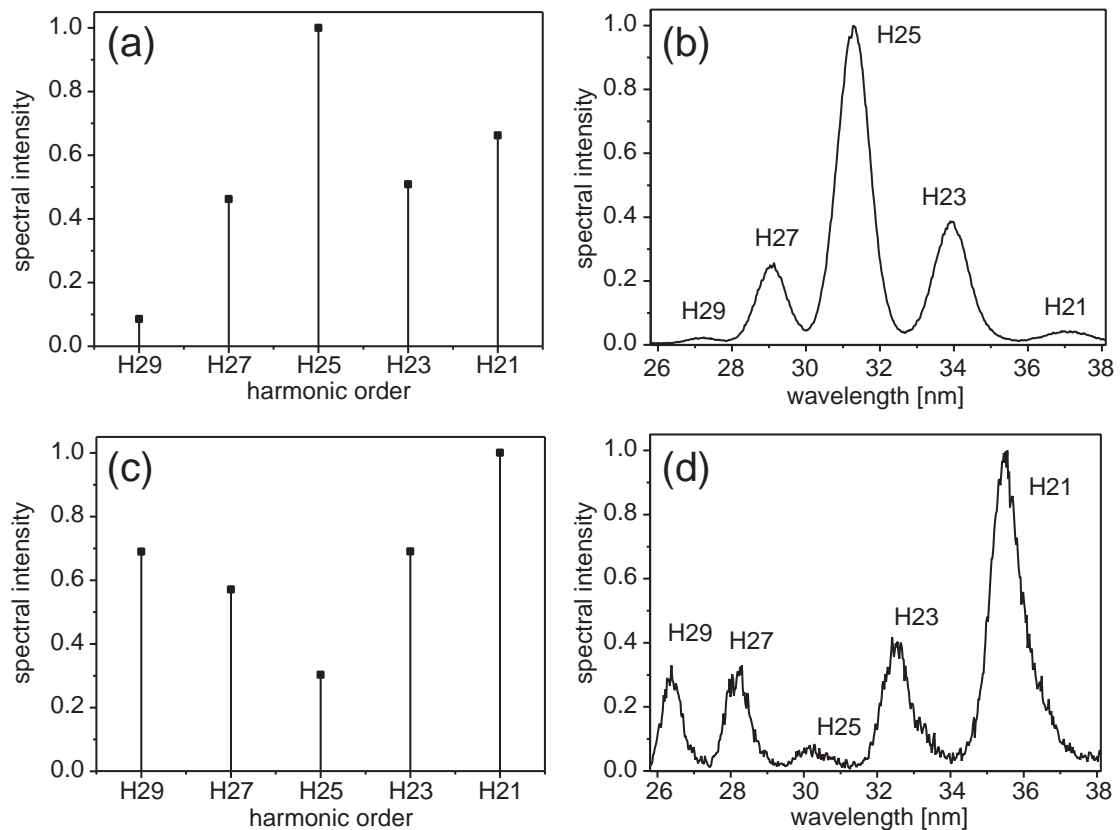 (a)
spectral intensity
1.0
0.8
0.6
0.4
0.2
0.0
H29 H27 H25 H23 H21
harmonic order
(b)
spectral intensity
1.0
0.8
0.6
0.4
0.2
0.0
H25
H23
H27
H29
H21
26 28 30 32 34 36 38
wavelength [nm]
(c)
spectral intensity
1.0
0.8
0.6
0.4
0.2
0.0
H29 H27 H25 H23 H21
harmonic order
(d)
spectral intensity
1.0
0.8
0.6
0.4
0.2
0.0
H21
H23
H29 H27
H25
26 28 30 32 34 36 38
wavelength [nm]